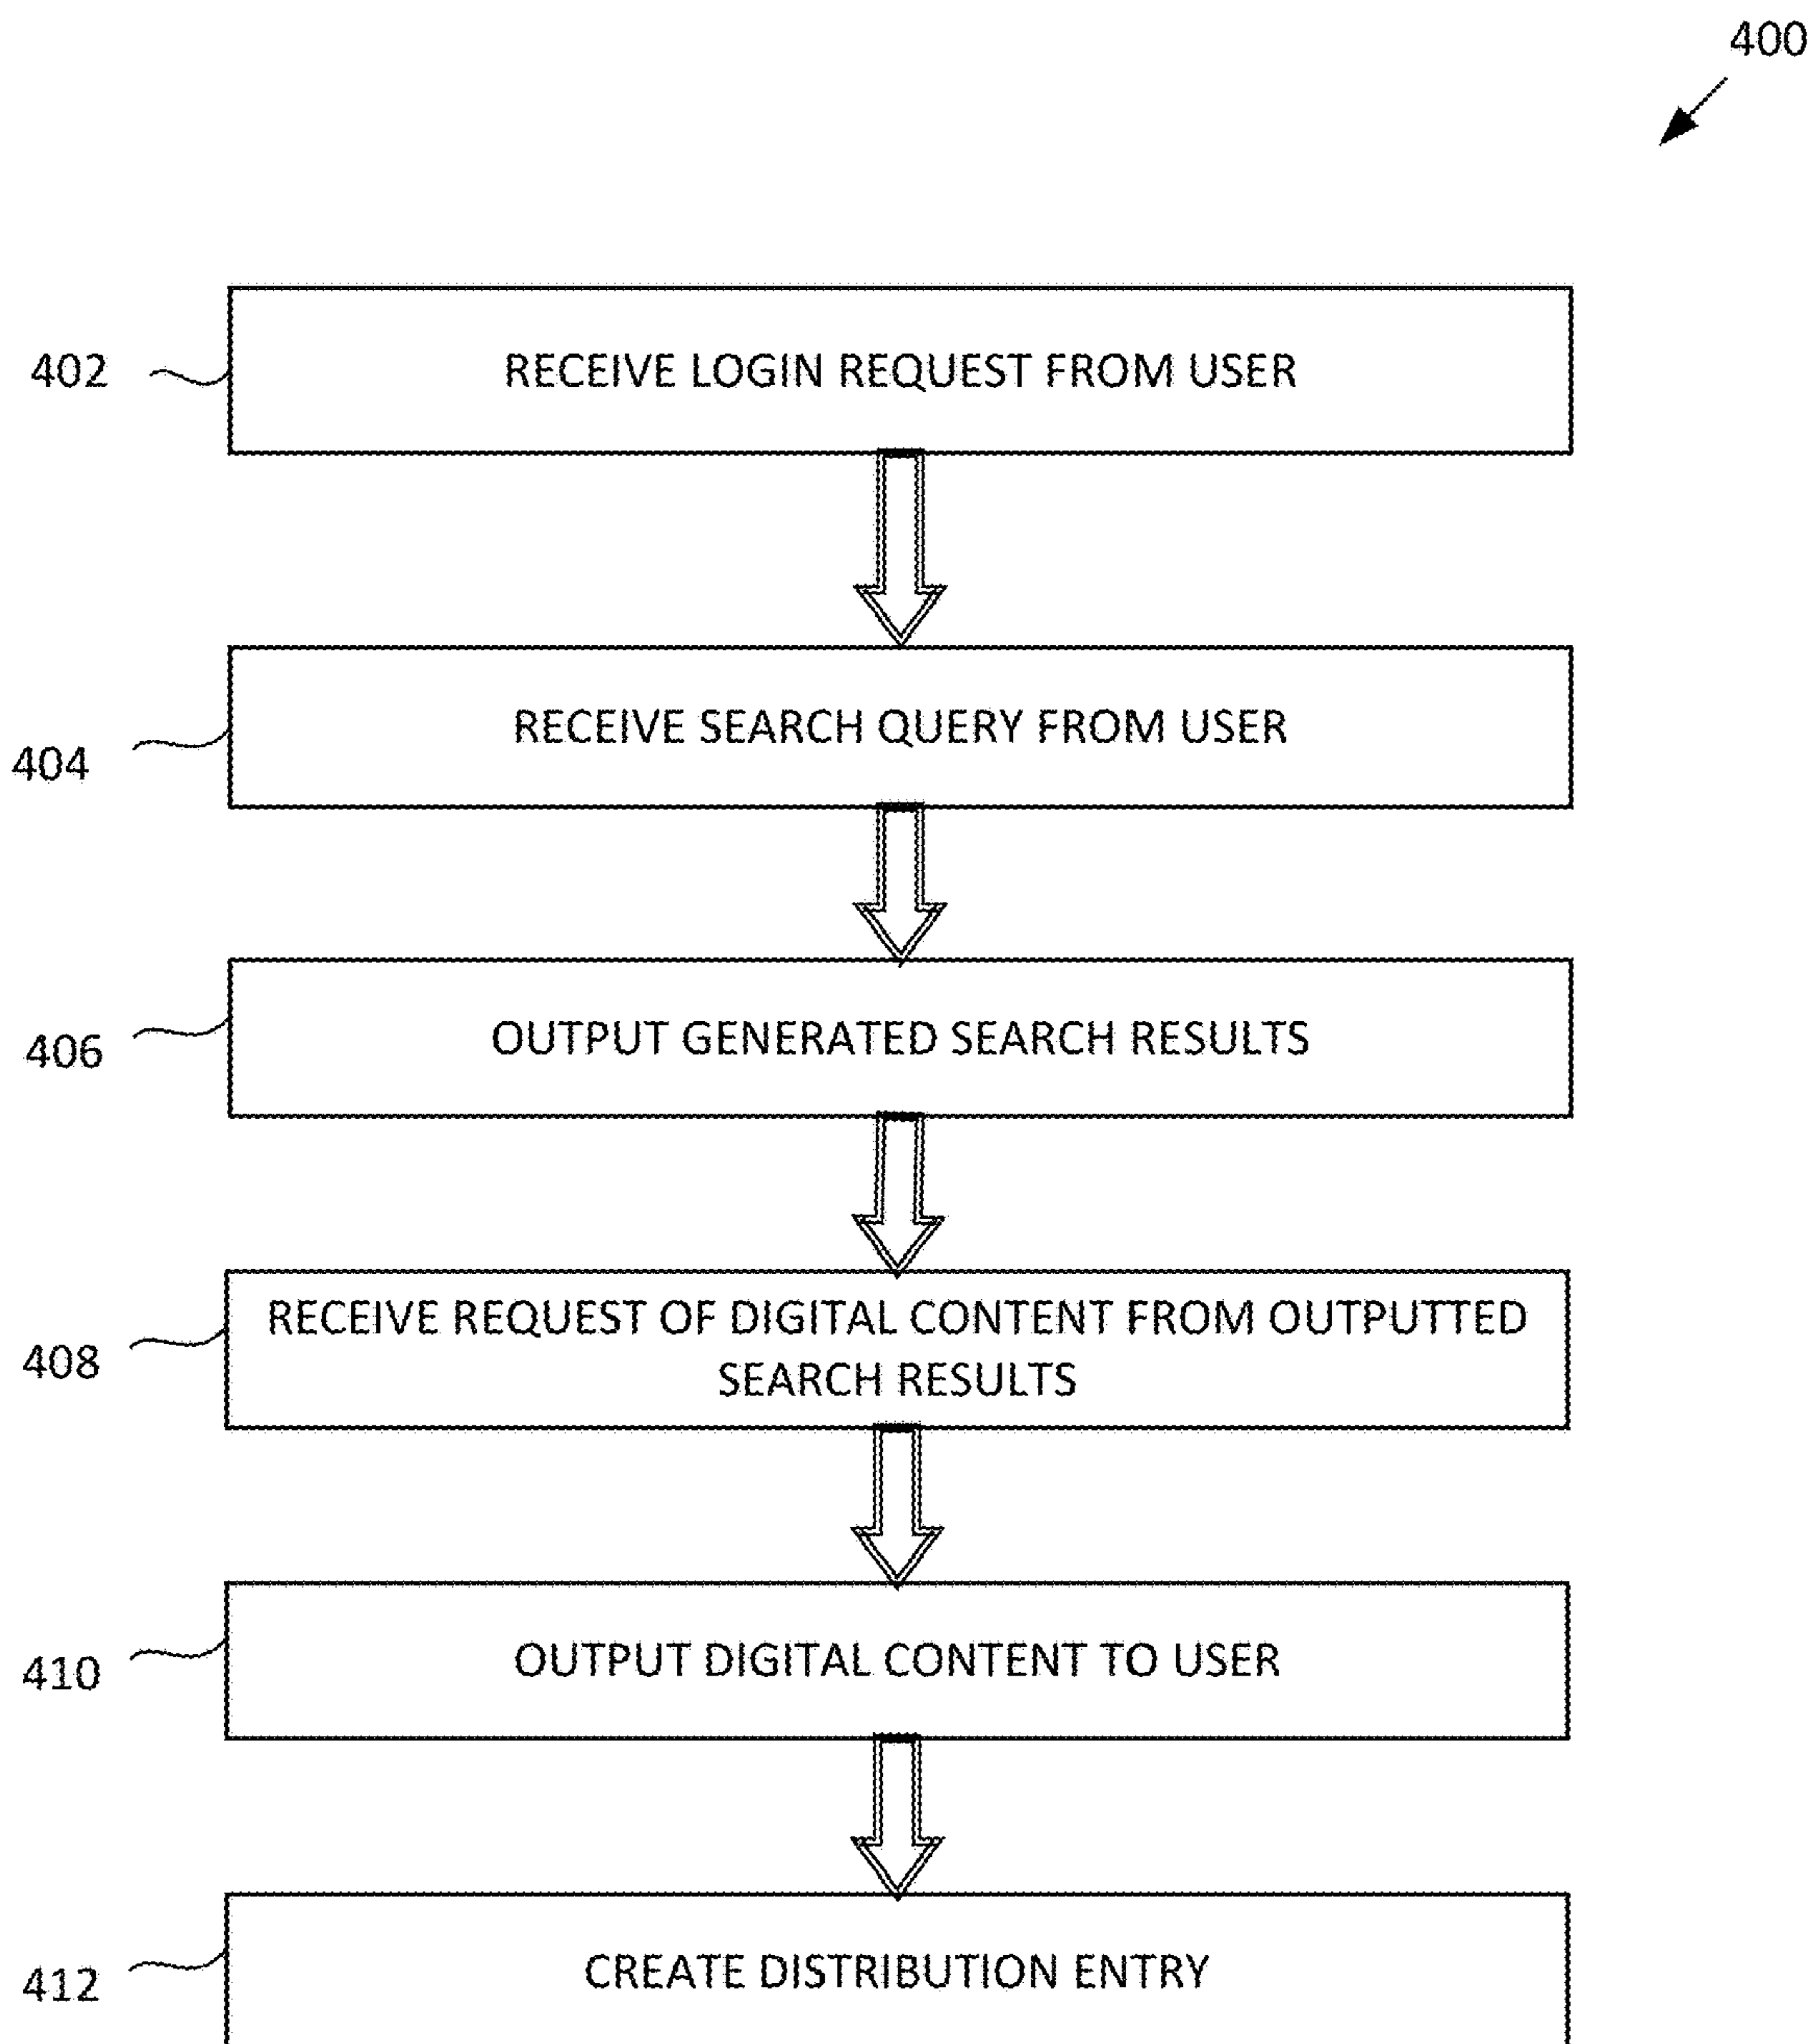 400
402
RECEIVE LOGIN REQUEST FROM USER
404
RECEIVE SEARCH QUERY FROM USER
406
OUTPUT GENERATED SEARCH RESULTS
408
RECEIVE REQUEST OF DIGITAL CONTENT FROM OUTPUTTED
SEARCH RESULTS
410
OUTPUT DIGITAL CONTENT TO USER
412
CREATE DISTRIBUTION ENTRY